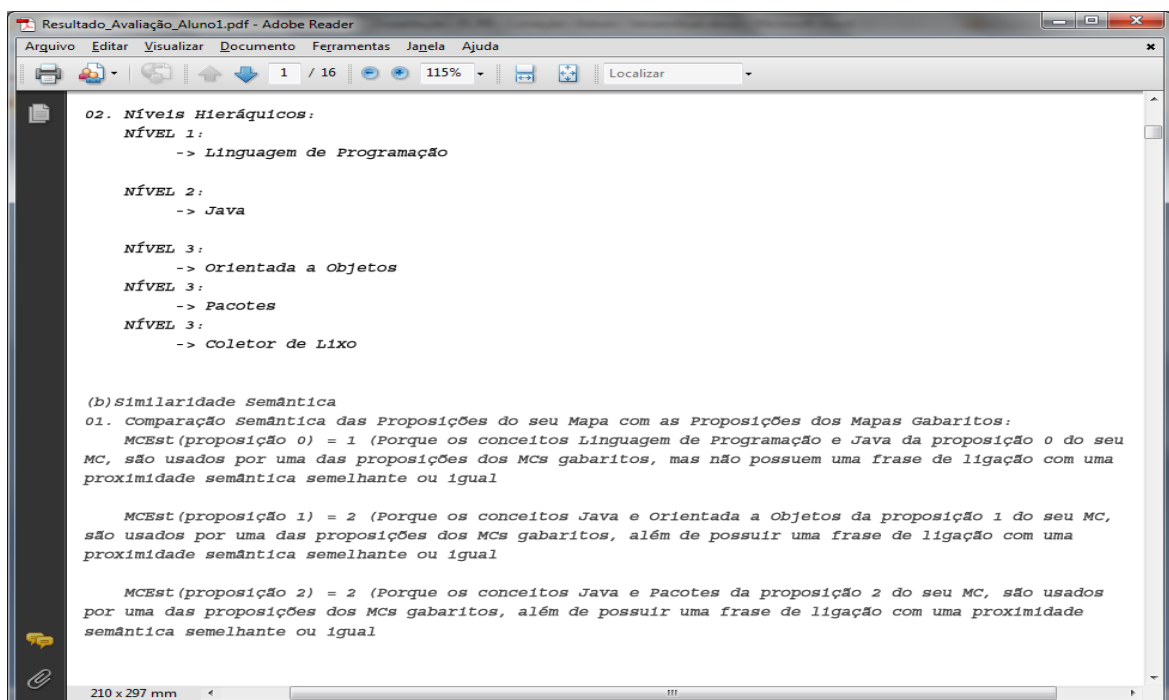 Resultado_Avaliação_Aluno1.pdf - Adobe Reader
Arquivo Editar Visualizar Documento Ferramentas Janela Ajuda
1 / 16 115% Localizar
02. Níveis Hieráquicos:
NÍVEL 1:
-> Linguagem de Programação
NÍVEL 2:
-> Java
NÍVEL 3:
-> Orientada a Objetos
NÍVEL 3:
-> Pacotes
NÍVEL 3:
-> Coletor de Lixo
(b)Similaridade Semântica
01. Comparação Semântica das Proposições do seu Mapa com as Proposições dos Mapas Gabaritos:
MCEst(proposição 0) = 1 (Porque os conceitos Linguagem de Programação e Java da proposição 0 do seu
MC, são usados por uma das proposições dos MCs gabaritos, mas não possuem uma frase de ligação com uma
proximidade semântica semelhante ou igual
MCEst(proposição 1) = 2 (Porque os conceitos Java e Orientada a Objetos da proposição 1 do seu MC,
são usados por uma das proposições dos MCs gabaritos, além de possuir uma frase de ligação com uma
proximidade semântica semelhante ou igual
MCEst(proposição 2) = 2 (Porque os conceitos Java e Pacotes da proposição 2 do seu MC, são usados
por uma das proposições dos MCs gabaritos, além de possuir uma frase de ligação com uma proximidade
semântica semelhante ou igual
210 x 297 mm